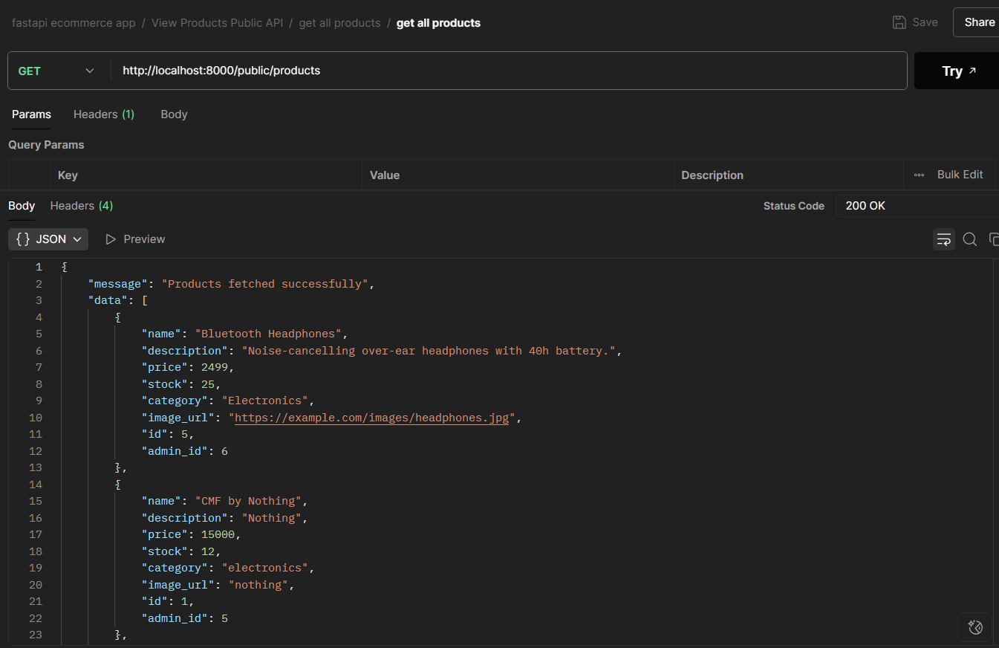 fastapi ecommerce app / View Products Public API / get all products / get all products Save Share
GET http://localhost:8000/public/products Try ↗
Params Headers (1) Body
Query Params
Key Value Description ••• Bulk Edit
Body Headers (4) Status Code 200 OK
{} JSON Preview
1 {
2 "message": "Products fetched successfully",
3 "data": [
4 {
5 "name": "Bluetooth Headphones",
6 "description": "Noise-cancelling over-ear headphones with 40h battery.",
7 "price": 2499,
8 "stock": 25,
9 "category": "Electronics",
10 "image_url": "https://example.com/images/headphones.jpg",
11 "id": 5,
12 "admin_id": 6
13 },
14 {
15 "name": "CMF by Nothing",
16 "description": "Nothing",
17 "price": 15000,
18 "stock": 12,
19 "category": "electronics",
20 "image_url": "nothing",
21 "id": 1,
22 "admin_id": 5
23 },